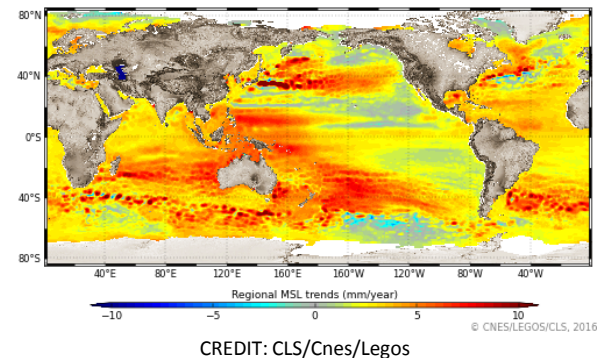 80°N
40°N
0°S
40°S
80°S
40°E 80°E 120°E 160°E 160°W 120°W 80°W 40°W
Regional MSL trends (mm/year)
−10 −5 0 5 10
© CNES/LEGOS/CLS, 2016
CREDIT: CLS/Cnes/Legos